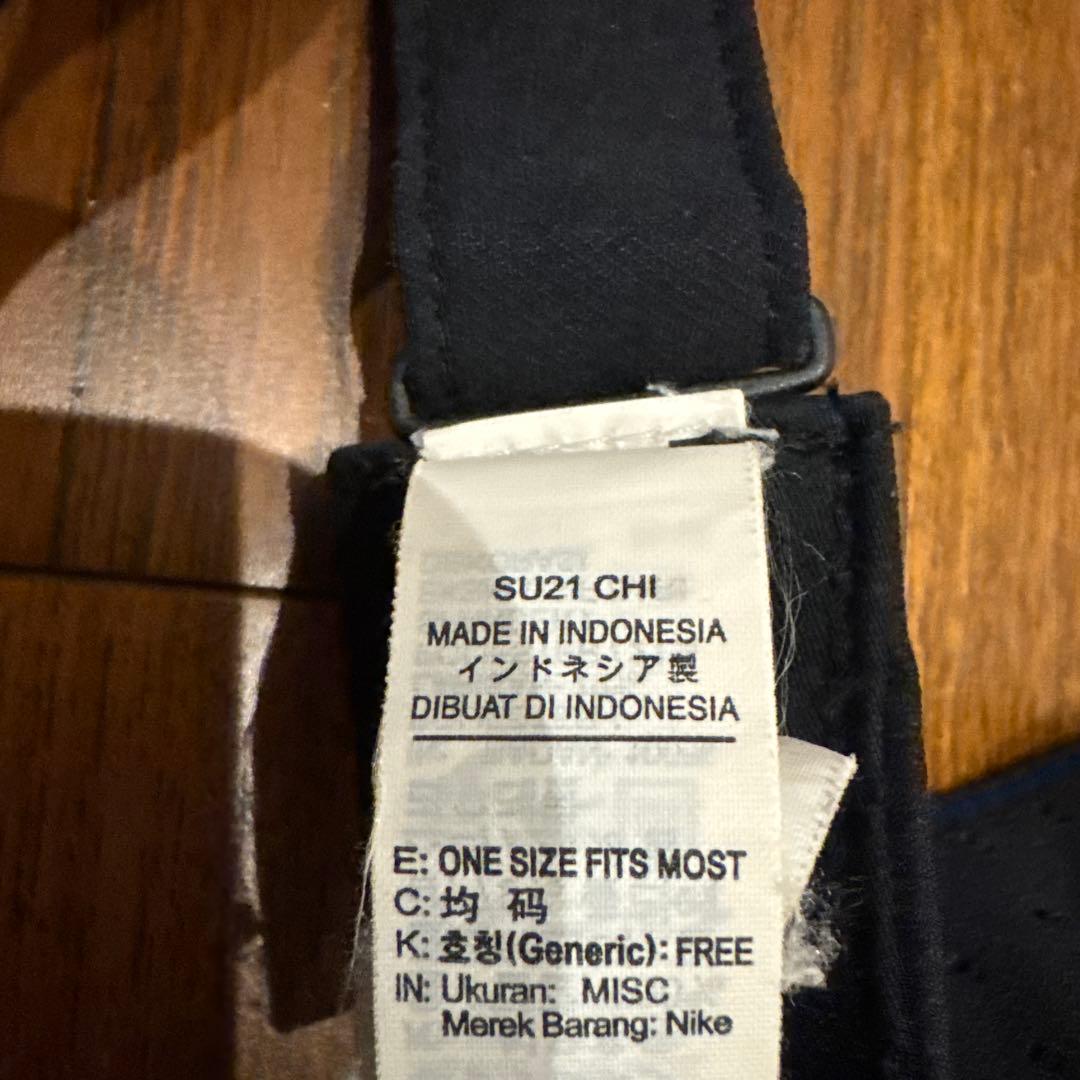 SU21 CHI
MADE IN INDONESIA
インドネシア製
DIBUAT DI INDONESIA
E: ONE SIZE FITS MOST
C: 均 码
K: 호칭(Generic): FREE
IN: Ukuran: MISC
Merek Barang: Nike